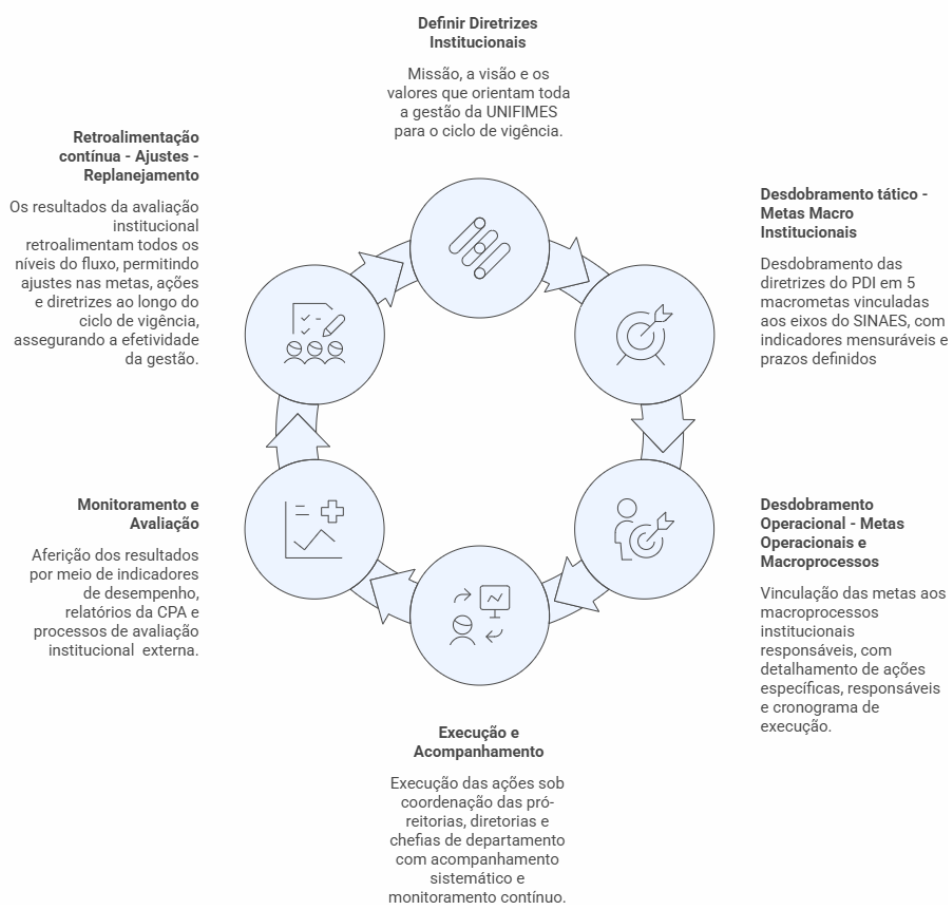 Definir Diretrizes
Institucionais
Missão, a visão e os
valores que orientam toda
a gestão da UNIFIMES
para o ciclo de vigência.
Desdobramento tático -
Metas Macro
Institucionais
Desdobramento das
diretrizes do PDI em 5
macrometas vinculadas
aos eixos do SINAES, com
indicadores mensuráveis e
prazos definidos
Desdobramento
Operacional - Metas
Operacionais e
Macroprocessos
Vinculação das metas aos
macroprocessos
institucionais
responsáveis, com
detalhamento de ações
específicas, responsáveis
e cronograma de
execução.
Execução e
Acompanhamento
Execução das ações sob
coordenação das pró-
reitorias, diretorias e
chefias de departamento
com acompanhamento
sistemático e
monitoramento contínuo.
Monitoramento e
Avaliação
Aferição dos resultados
por meio de indicadores
de desempenho,
relatórios da CPA e
processos de avaliação
institucional externa.
Retroalimentação
contínua - Ajustes -
Replanejamento
Os resultados da avaliação
institucional
retroalimentam todos os
níveis do fluxo, permitindo
ajustes nas metas, ações
e diretrizes ao longo do
ciclo de vigência,
assegurando a efetividade
da gestão.